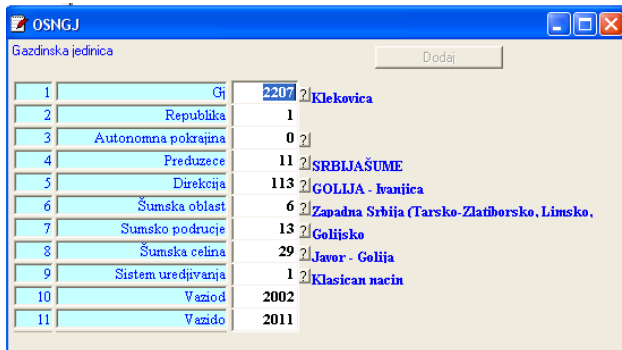 OSNGJ
Gazdinska jedinica
Dodaj
1 Gj 2207 ? Klekovica
2 Republika 1
3 Autonomna pokrajina 0 ?
4 Preduzece 11 ? SRBIJAŠUME
5 Direkcija 113 ? GOLIJA - Ivanjica
6 Šumska oblast 6 ? Zapadna Srbija (Tarsko-Zlatiborsko, Limsko,
7 Sumsko podrucje 13 ? Golijsko
8 Šumska celina 29 ? Javor - Golija
9 Sistem uredjivanja 1 ? Klasican nacin
10 Vaziod 2002
11 Vazido 2011